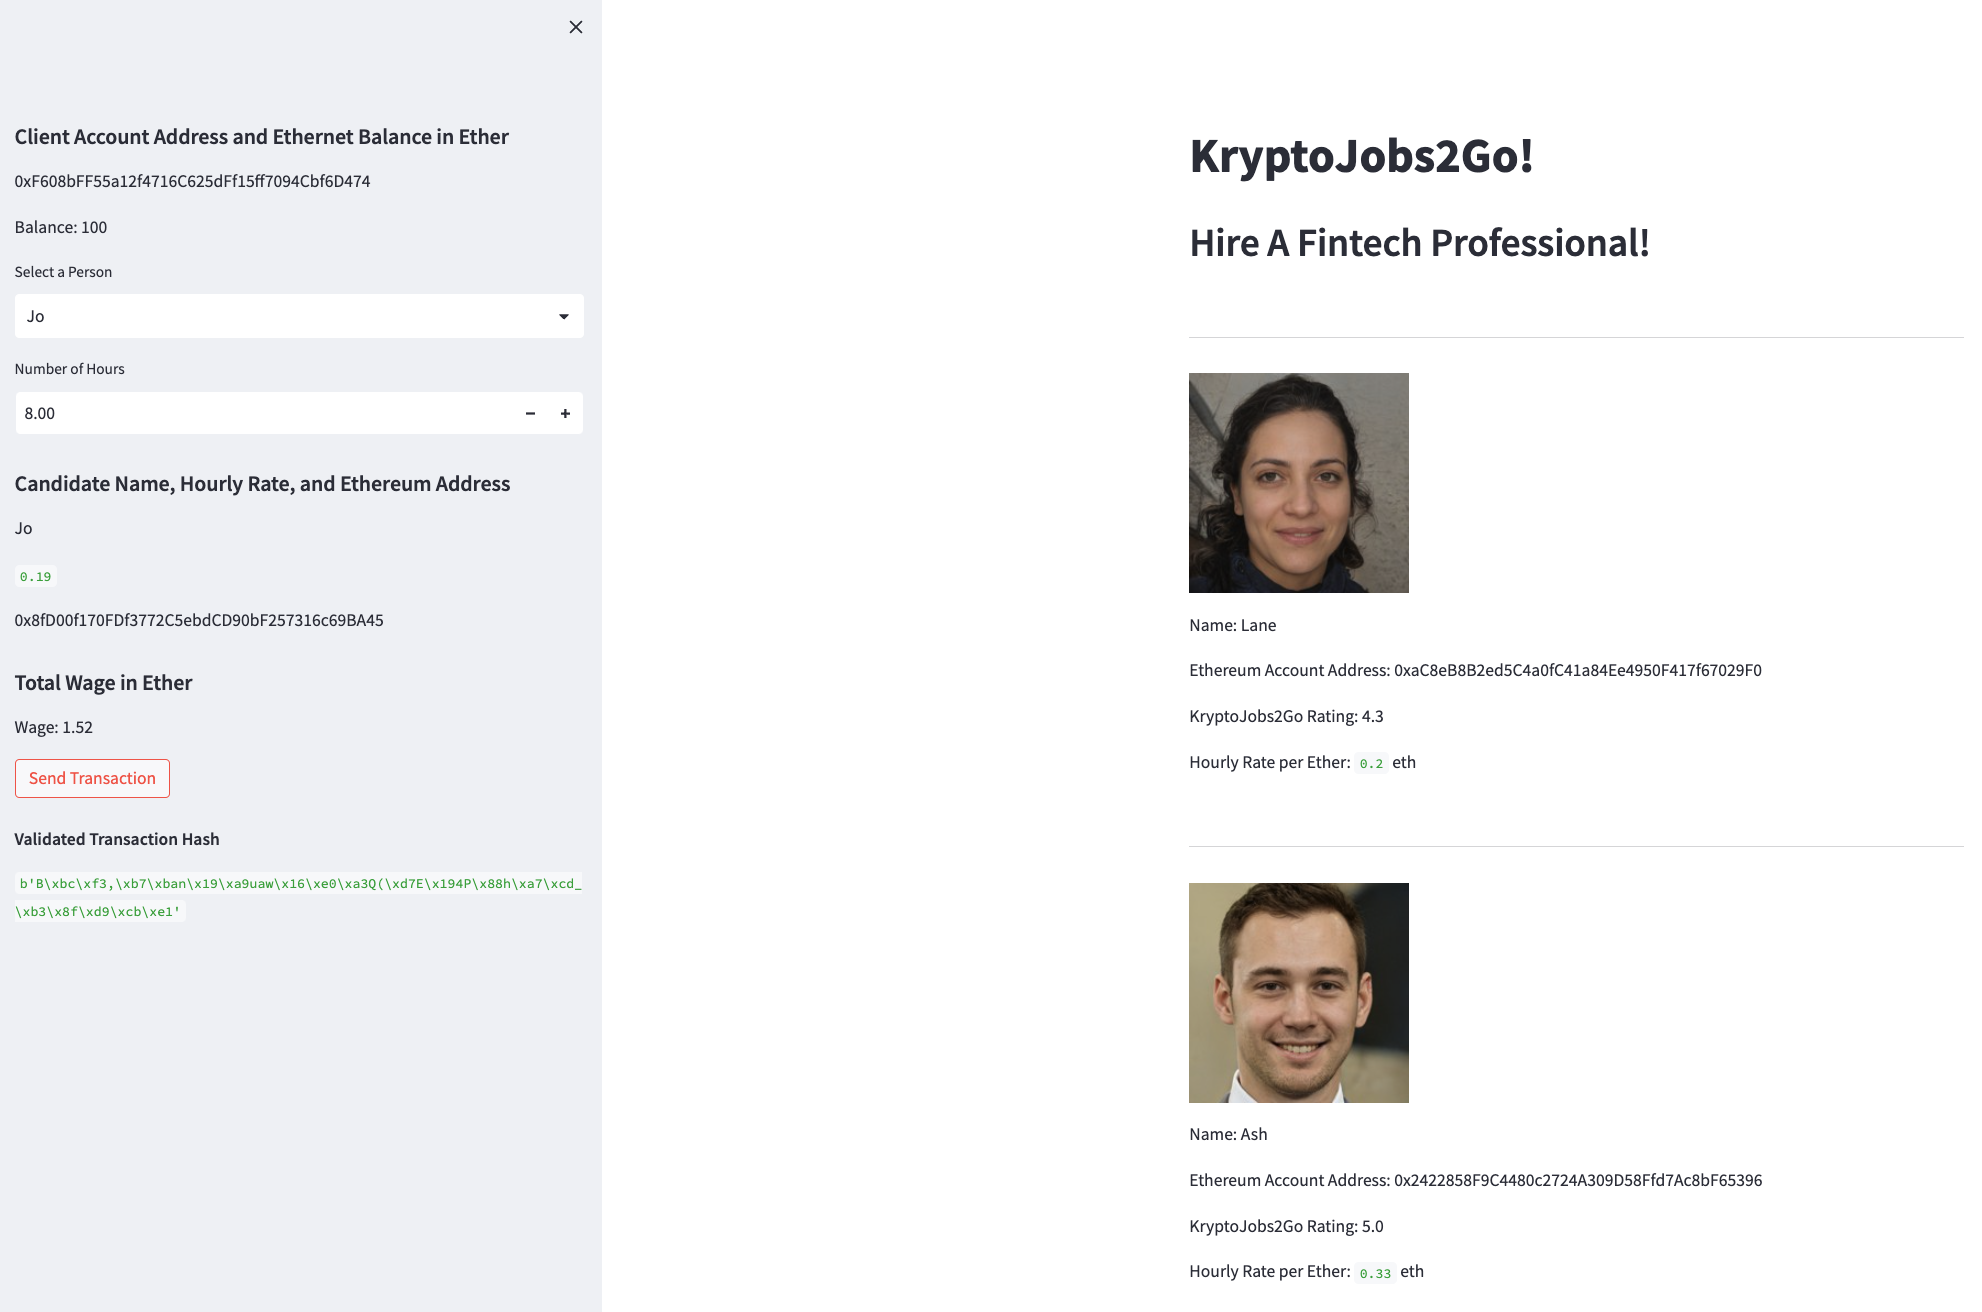 Client Account Address and Ethernet Balance in Ether
0xF608bFF55a12f4716C625dFf15ff7094Cbf6D474
Balance: 100
Select a Person
Jo
Number of Hours
8.00
Candidate Name, Hourly Rate, and Ethereum Address
Jo
0.19
0x8fD00f170FDf3772C5ebdCD90bF257316c69BA45
Total Wage in Ether
Wage: 1.52
Send Transaction
Validated Transaction Hash
b'B\xbc\xf3,\xb7\xban\x19\xa9uaw\x16\xe0\xa3Q(\xd7E\x194P\x88h\xa7\xcd_
\xb3\x8f\xd9\xcb\xe1'
KryptoJobs2Go!
Hire A Fintech Professional!
Name: Lane
Ethereum Account Address: 0xaC8eB8B2ed5C4a0fC41a84Ee4950F417f67029F0
KryptoJobs2Go Rating: 4.3
Hourly Rate per Ether: 0.2 eth
Name: Ash
Ethereum Account Address: 0x2422858F9C4480c2724A309D58Ffd7Ac8bF65396
KryptoJobs2Go Rating: 5.0
Hourly Rate per Ether: 0.33 eth